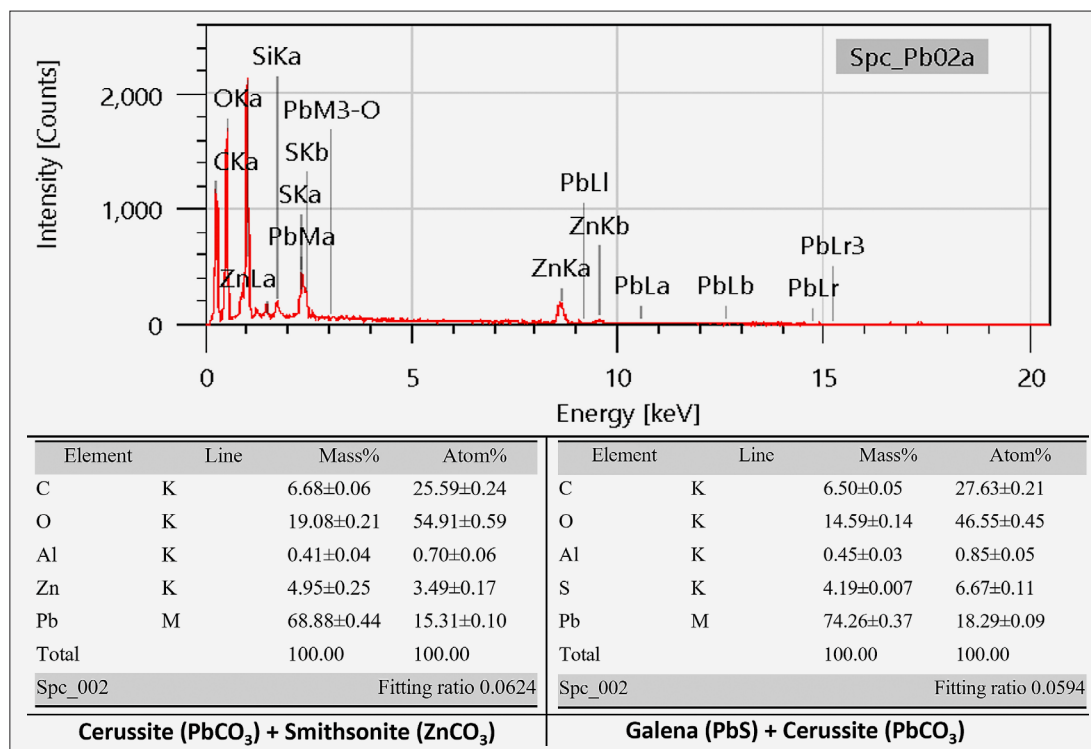 Spc_Pb02a
Intensity [Counts]
2,000
1,000
0
SiKa
OKa
PbM3-O
CKa
SKb
SKa
PbMa
ZnLa
PbLl
ZnKb
ZnKa
PbLa
PbLb
PbLr
PbLr3
0 5 10 15 20
Energy [keV]
Element Line Mass% Atom%
C K 6.68±0.06 25.59±0.24
O K 19.08±0.21 54.91±0.59
Al K 0.41±0.04 0.70±0.06
Zn K 4.95±0.25 3.49±0.17
Pb M 68.88±0.44 15.31±0.10
Total 100.00 100.00
Spc_002 Fitting ratio 0.0624
Cerussite (PbCO₃) + Smithsonite (ZnCO₃)
Element Line Mass% Atom%
C K 6.50±0.05 27.63±0.21
O K 14.59±0.14 46.55±0.45
Al K 0.45±0.03 0.85±0.05
S K 4.19±0.007 6.67±0.11
Pb M 74.26±0.37 18.29±0.09
Total 100.00 100.00
Spc_002 Fitting ratio 0.0594
Galena (PbS) + Cerussite (PbCO₃)